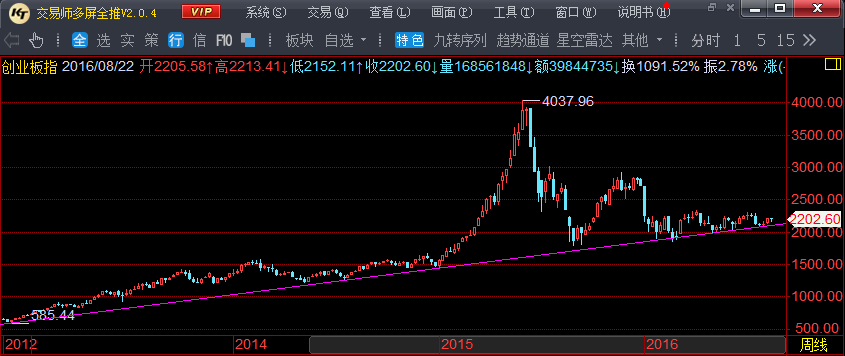 交易师多屏全推V2.0.4 VIP 系统(S) 交易(Q) 查看(L) 画面(P) 工具(T) 窗口(W) 说明书(H)
全 选 实 策 行 信 F10 板块 自选 特色 九转序列 趋势通道 星空雷达 其他 分时 1 5 15
创业板指 2016/08/22 开2205.58↑高2213.41↓低2152.11↑收2202.60↓量168561848↓额39844735↓换1091.52% 振2.78% 涨(-
4037.96
4000.00
3500.00
3000.00
2500.00
2202.60
2000.00
1500.00
1000.00
585.44
500.00
2012 2014 2015 2016 周线